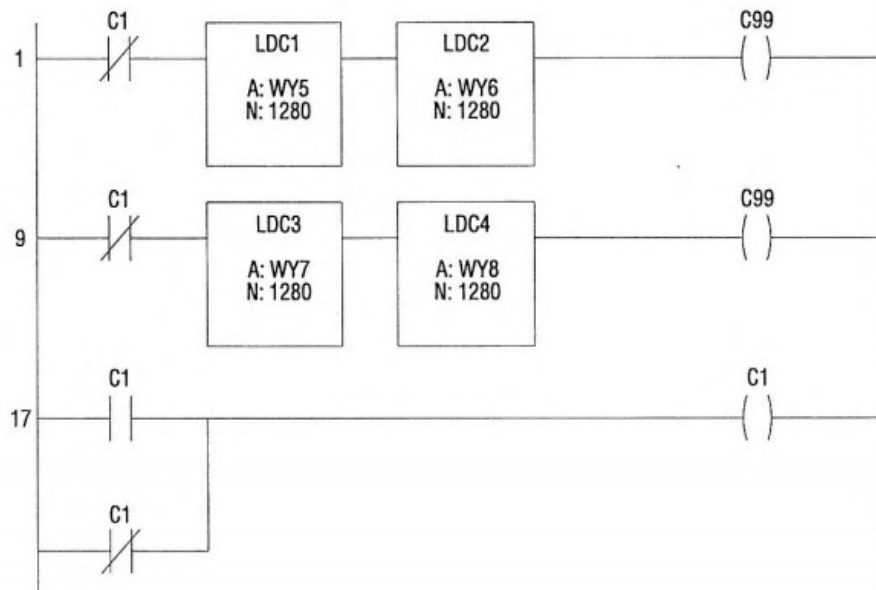 C1
C99
1
LDC1
A: WY5
N: 1280
LDC2
A: WY6
N: 1280
C1
C99
9
LDC3
A: WY7
N: 1280
LDC4
A: WY8
N: 1280
C1
C1
17
C1